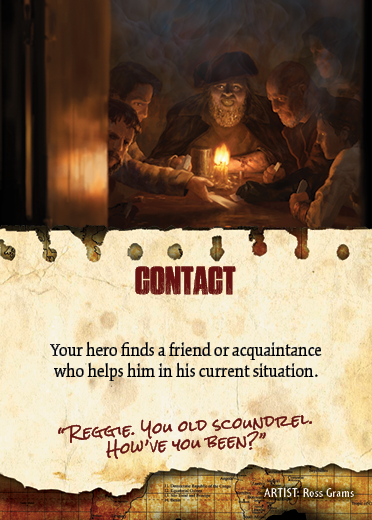 CONTACT
Your hero finds a friend or acquaintance
who helps him in his current situation.
“Reggie. You old scoundrel.
How’ve you been?”
ARTIST: Ross Grams